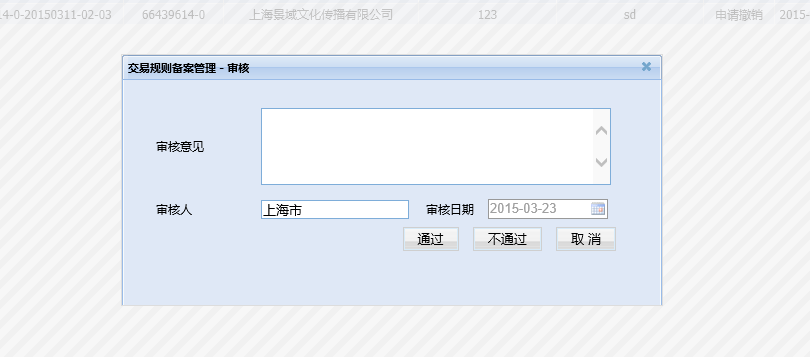 14-0-20150311-02-03 66439614-0 上海景域文化传播有限公司 123 sd 申请撤销 2015-
交易规则备案管理 - 审核
审核意见
审核人 上海市 审核日期 2015-03-23
通过 不通过 取 消